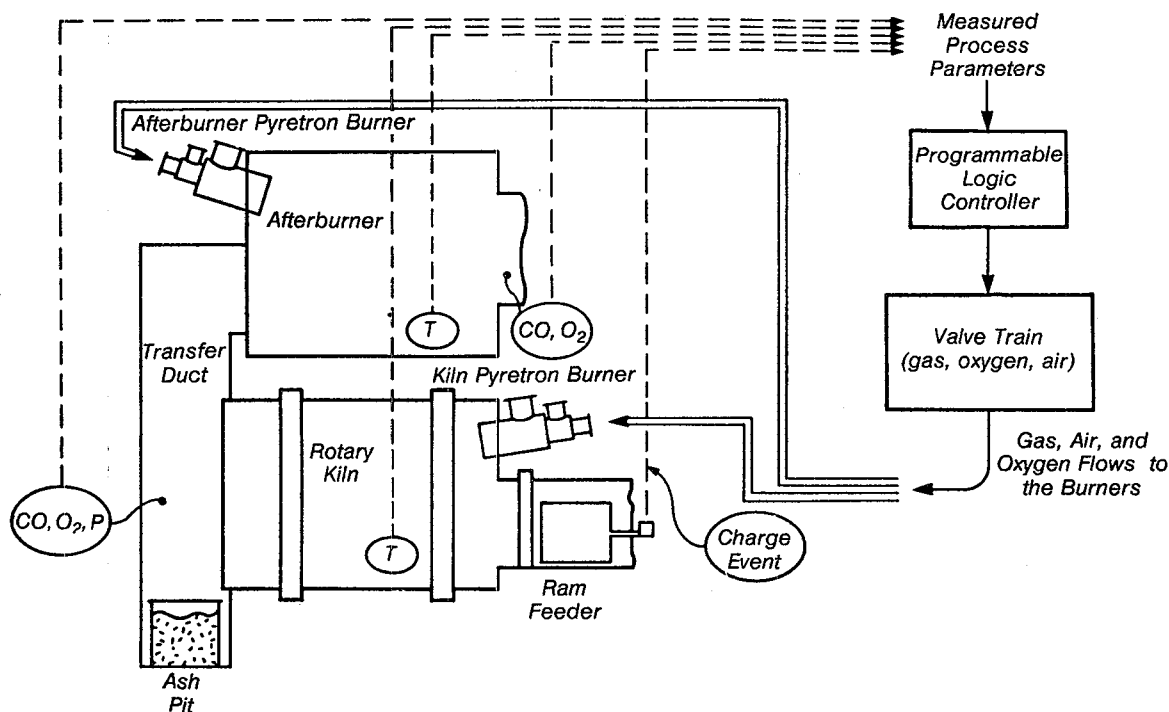 Measured
Process
Parameters
Afterburner Pyretron Burner
Programmable
Logic
Controller
Afterburner
Valve Train
(gas, oxygen, air)
T
CO, O2
Transfer
Duct
Kiln Pyretron Burner
Rotary
Kiln
Gas, Air, and
Oxygen Flows to
the Burners
CO, O2, P
T
Charge
Event
Ram
Feeder
Ash
Pit